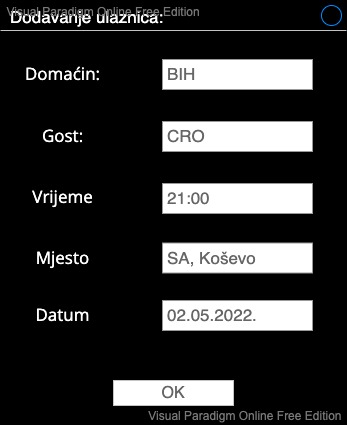 Visual Paradigm Online Free Edition
Dodavanje ulaznica:
Domaćin: BIH
Gost: CRO
Vrijeme 21:00
Mjesto SA, Koševo
Datum 02.05.2022.
OK
Visual Paradigm Online Free Edition